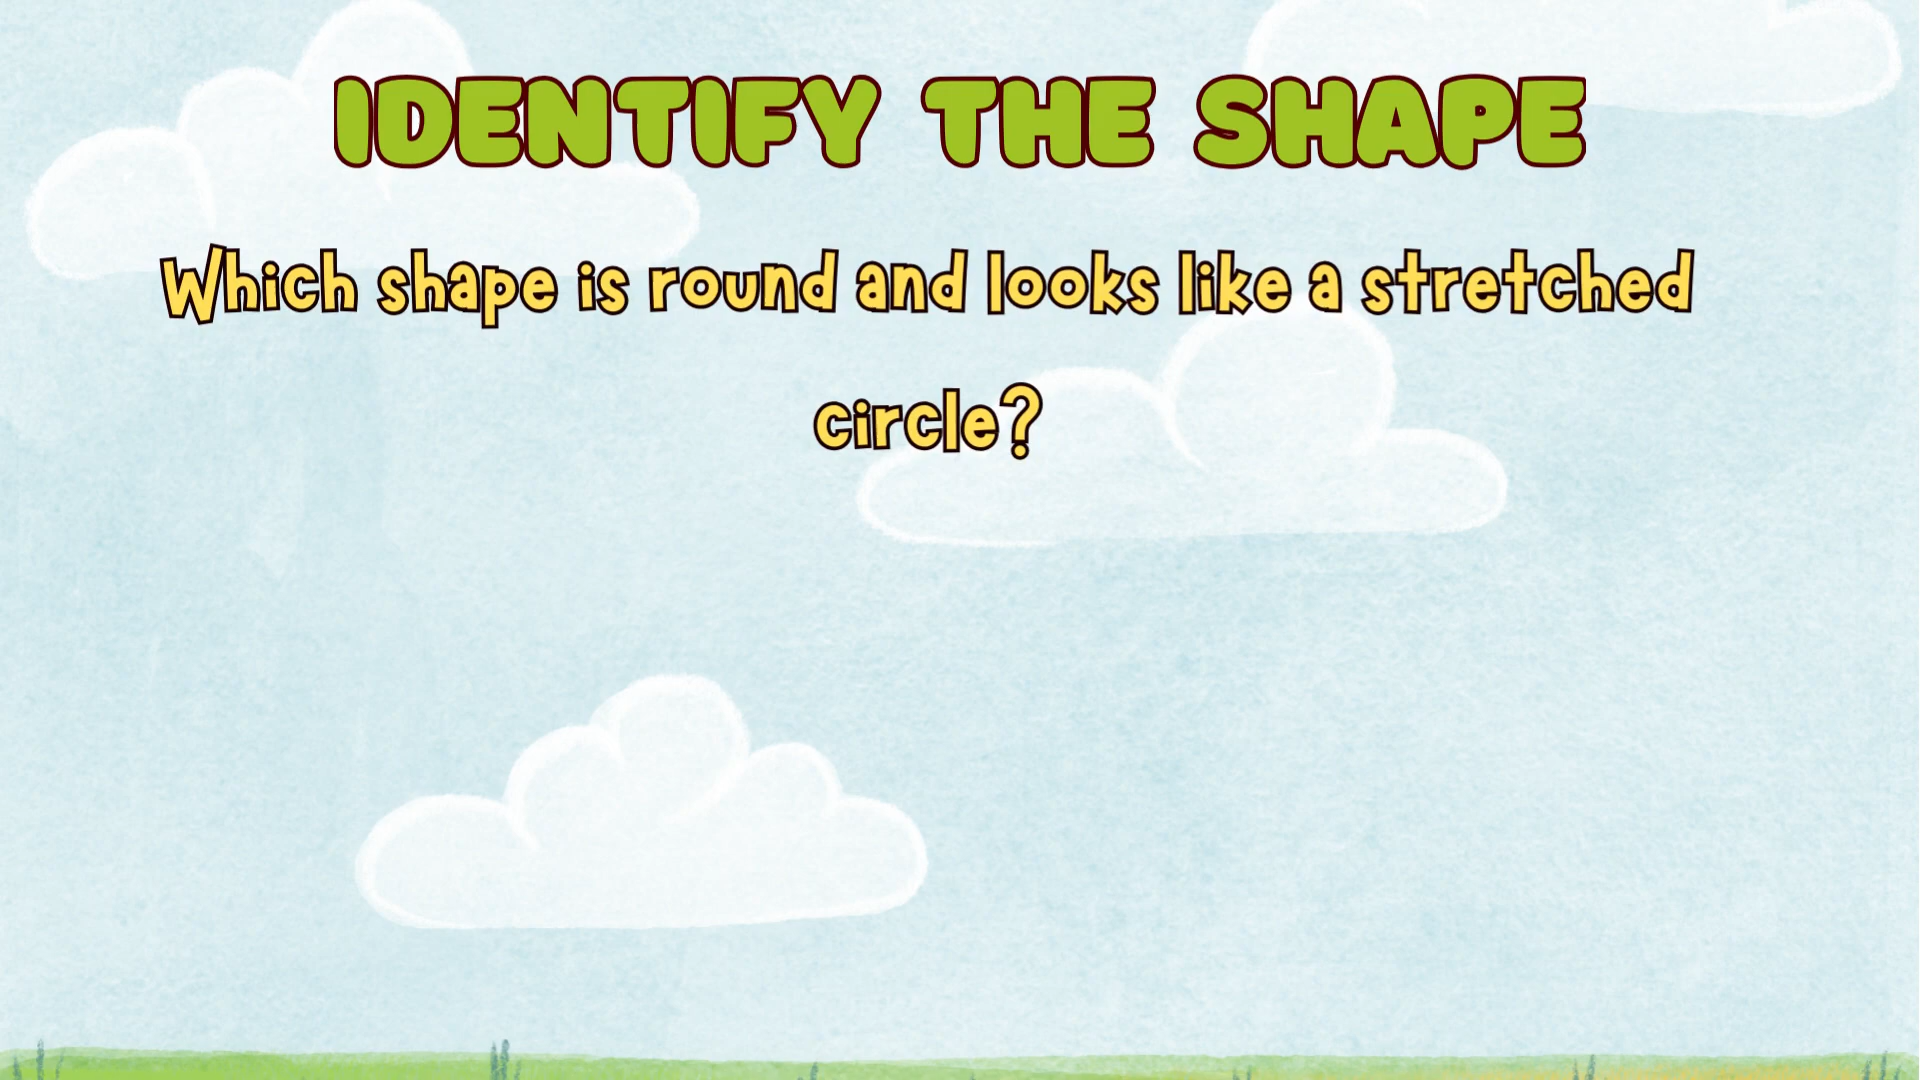 IDENTIFY THE SHAPE
Which shape is round and looks like a stretched
circle?